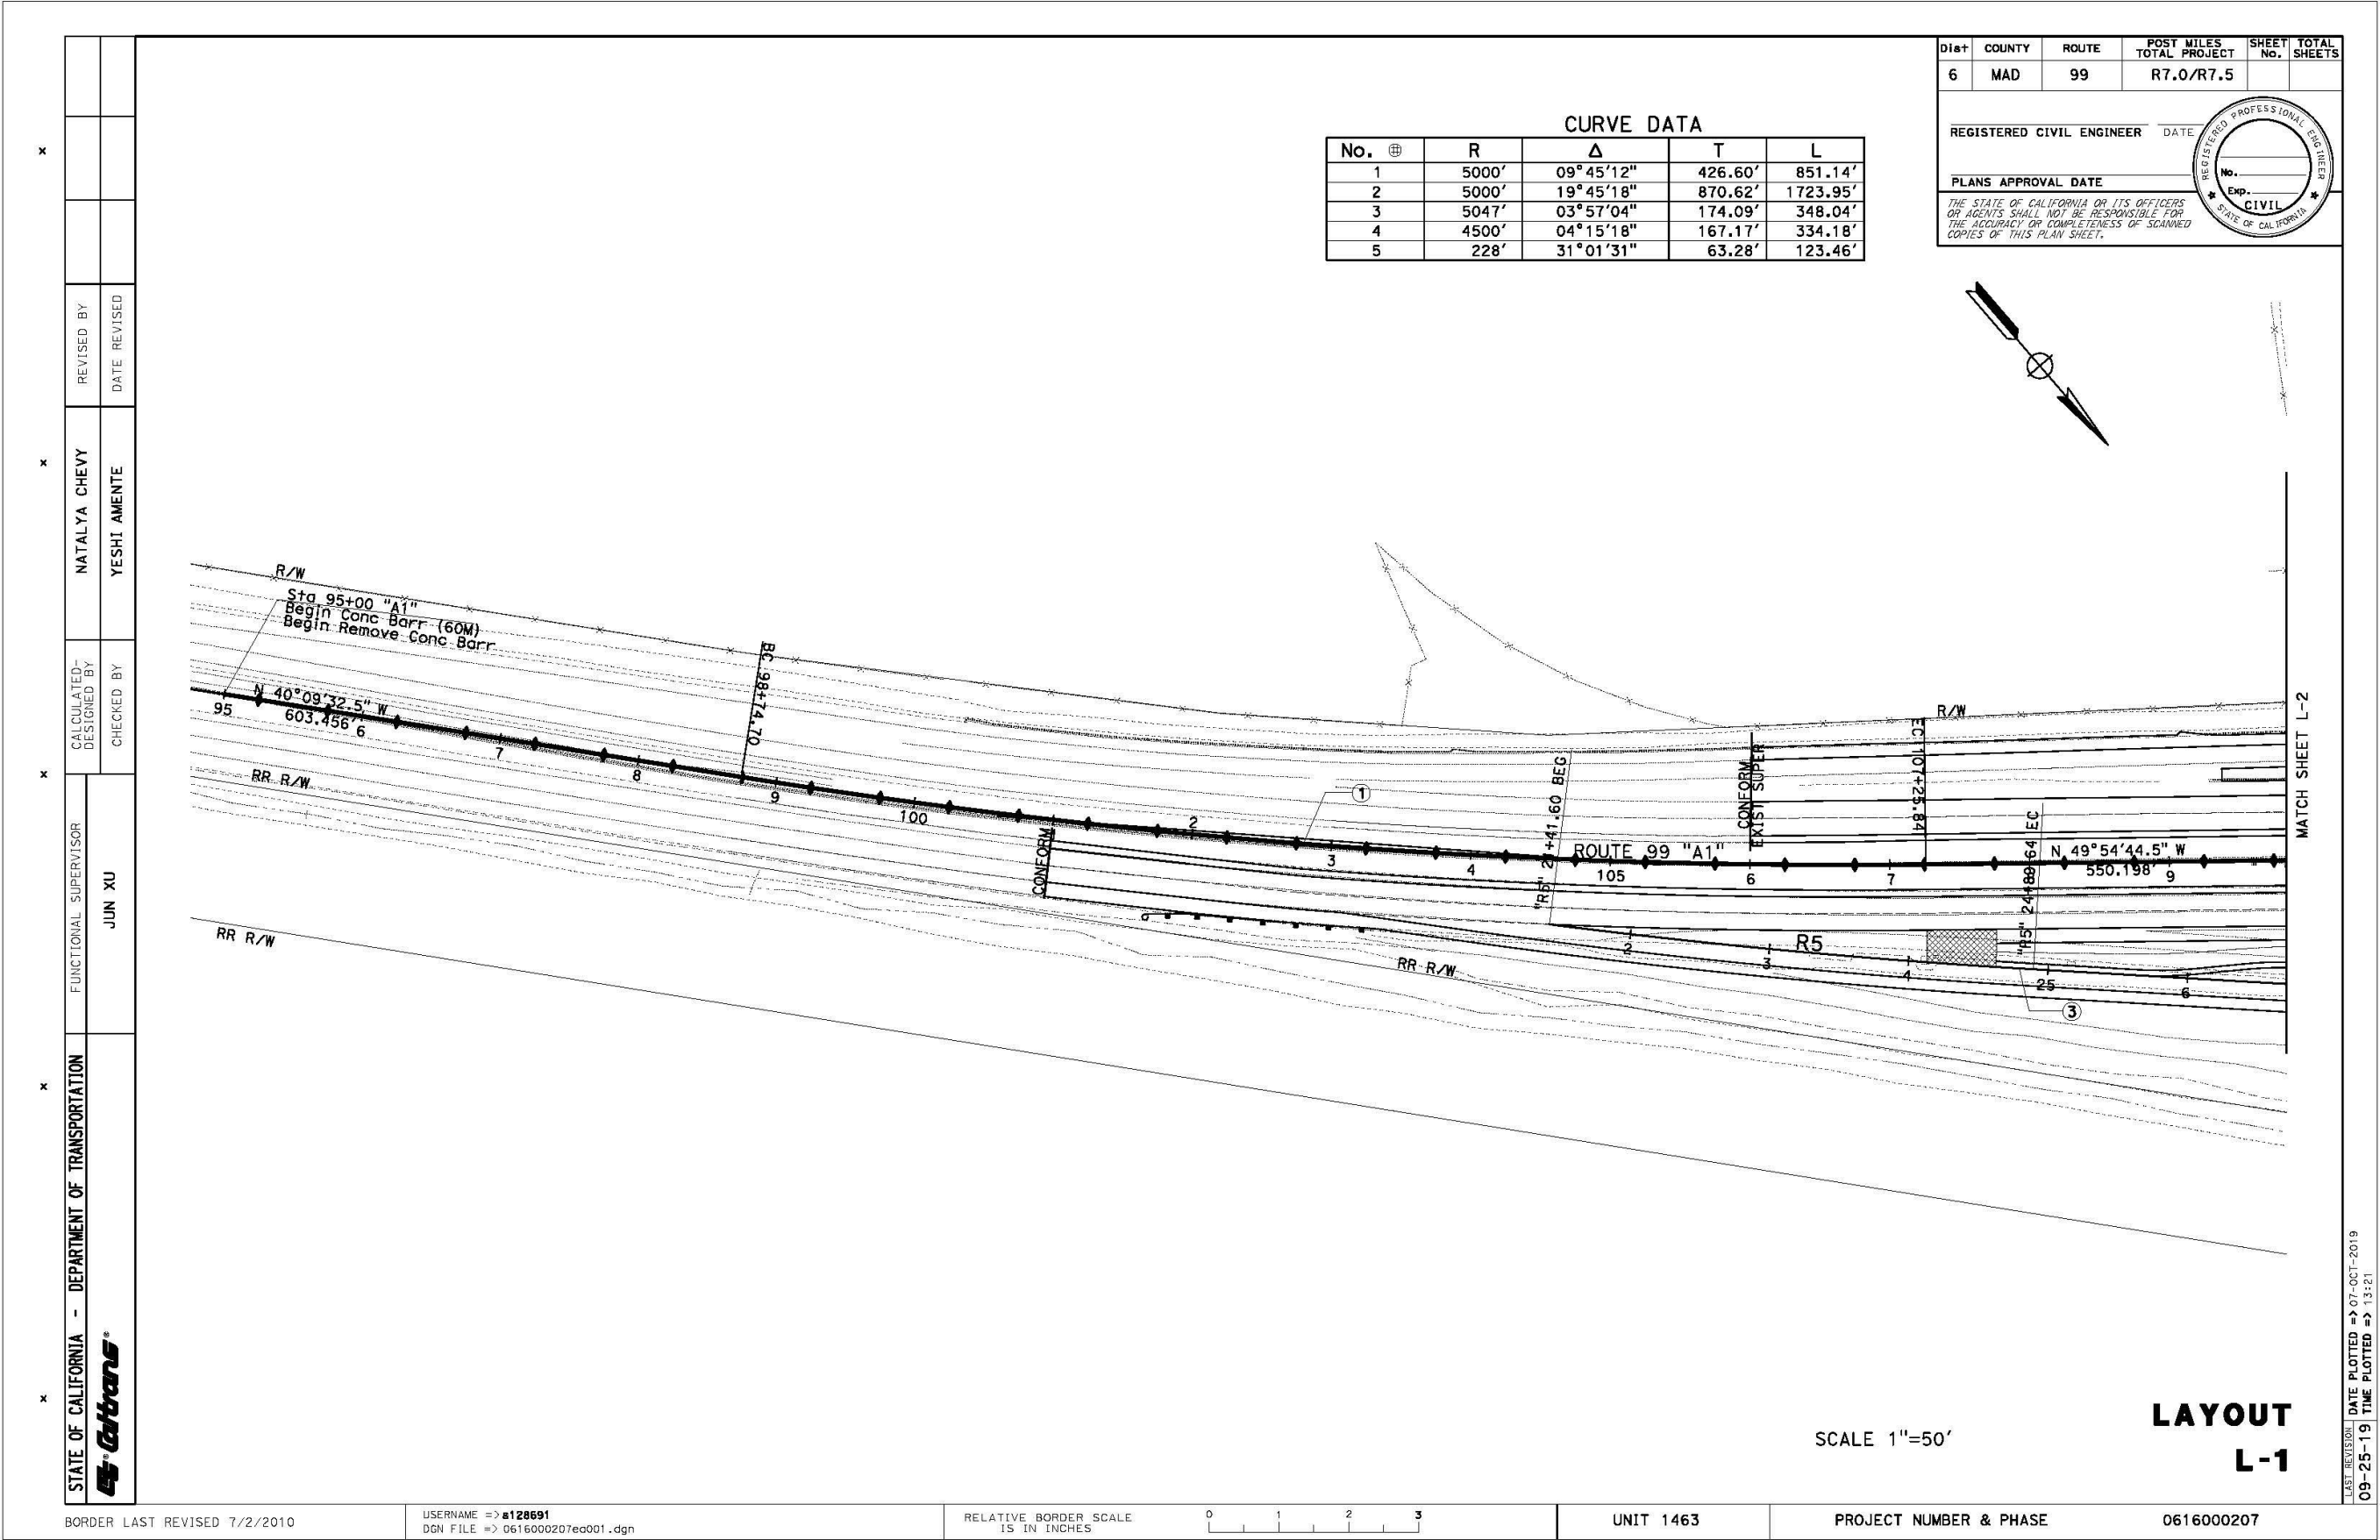 Dist COUNTY ROUTE POST MILES TOTAL PROJECT SHEET No. TOTAL SHEETS
6 MAD 99 R7.0/R7.5
REGISTERED CIVIL ENGINEER DATE
PLANS APPROVAL DATE
THE STATE OF CALIFORNIA OR ITS OFFICERS
OR AGENTS SHALL NOT BE RESPONSIBLE FOR
THE ACCURACY OR COMPLETENESS OF SCANNED
COPIES OF THIS PLAN SHEET.
REGISTERED PROFESSIONAL ENGINEER
No.
Exp.
CIVIL
STATE OF CALIFORNIA
CURVE DATA
No. # R Δ T L
1 5000' 09°45'12" 426.60' 851.14'
2 5000' 19°45'18" 870.62' 1723.95'
3 5047' 03°57'04" 174.09' 348.04'
4 4500' 04°15'18" 167.17' 334.18'
5 228' 31°01'31" 63.28' 123.46'
REVISED BY
DATE REVISED
NATALYA CHEVY
YESHI AMENTE
CALCULATED-
DESIGNED BY
CHECKED BY
FUNCTIONAL SUPERVISOR
JUN XU
STATE OF CALIFORNIA - DEPARTMENT OF TRANSPORTATION
Caltrans
R/W
Sta 95+00 "A1"
Begin Conc Barr (60M)
Begin Remove Conc Barr
N 40°09'32.5" W
603.456'
95
6
7
8
9
100
2
3
4
105
6
7
9
BC 98+74.70
RR R/W
RR R/W
CONFORM
1
"R5" 21+41.60 BEG
ROUTE 99 "A1"
CONFORM
EXIST SUPER
EC 107+25.84
R/W
"R5" 24+89.64 EC
N 49°54'44.5" W
550.198'
RR R/W
2
3
R5
4
25
6
3
MATCH SHEET L-2
SCALE 1"=50'
LAYOUT
L-1
LAST REVISION
09-25-19
DATE PLOTTED => 07-OCT-2019
TIME PLOTTED => 13:21
BORDER LAST REVISED 7/2/2010
USERNAME => s128691
DGN FILE => 0616000207ea001.dgn
RELATIVE BORDER SCALE
IS IN INCHES
0 1 2 3
UNIT 1463
PROJECT NUMBER & PHASE
0616000207